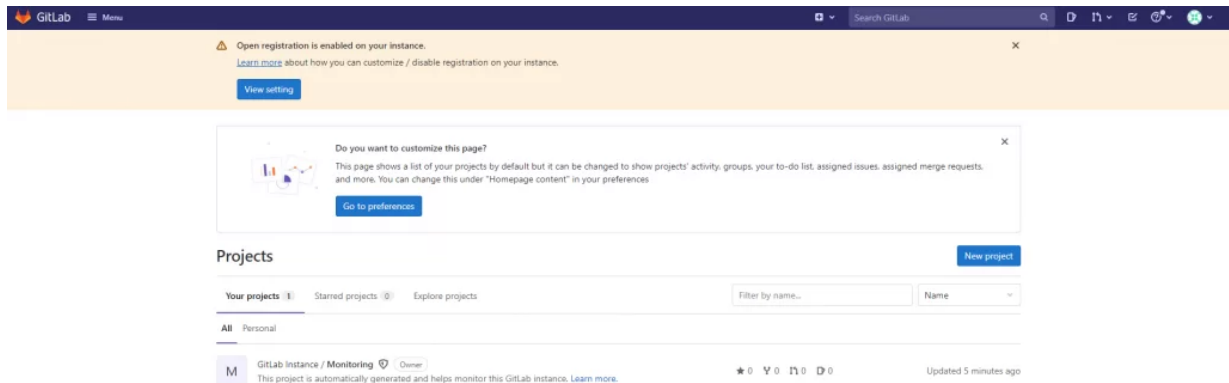 GitLab Menu Search GitLab
Open registration is enabled on your instance.
Learn more about how you can customize / disable registration on your instance.
View setting
Do you want to customize this page?
This page shows a list of your projects by default but it can be changed to show projects' activity, groups, your to-do list, assigned issues, assigned merge requests,
and more. You can change this under "Homepage content" in your preferences
Go to preferences
Projects New project
Your projects 1 Starred projects 0 Explore projects Filter by name... Name
All Personal
M GitLab Instance / Monitoring Owner 0 0 0 0 Updated 5 minutes ago
This project is automatically generated and helps monitor this GitLab instance. Learn more.